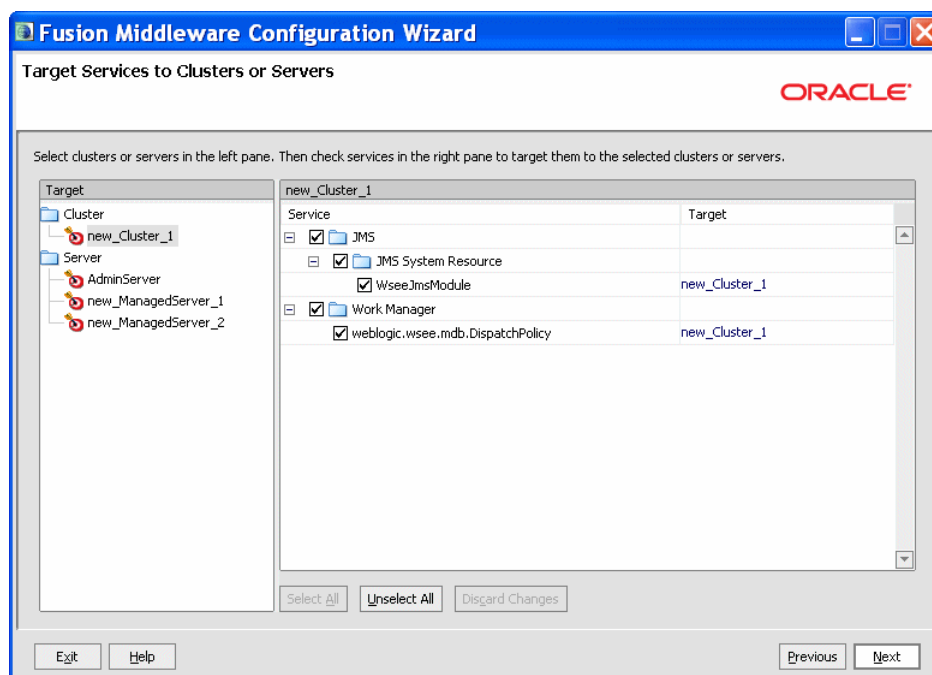 Fusion Middleware Configuration Wizard
Target Services to Clusters or Servers
ORACLE
Select clusters or servers in the left pane. Then check services in the right pane to target them to the selected clusters or servers.
Target
Cluster
new_Cluster_1
Server
AdminServer
new_ManagedServer_1
new_ManagedServer_2
new_Cluster_1
Service Target
JMS
JMS System Resource
WseeJmsModule new_Cluster_1
Work Manager
weblogic.wsee.mdb.DispatchPolicy new_Cluster_1
Select All Unselect All Discard Changes
Exit Help Previous Next